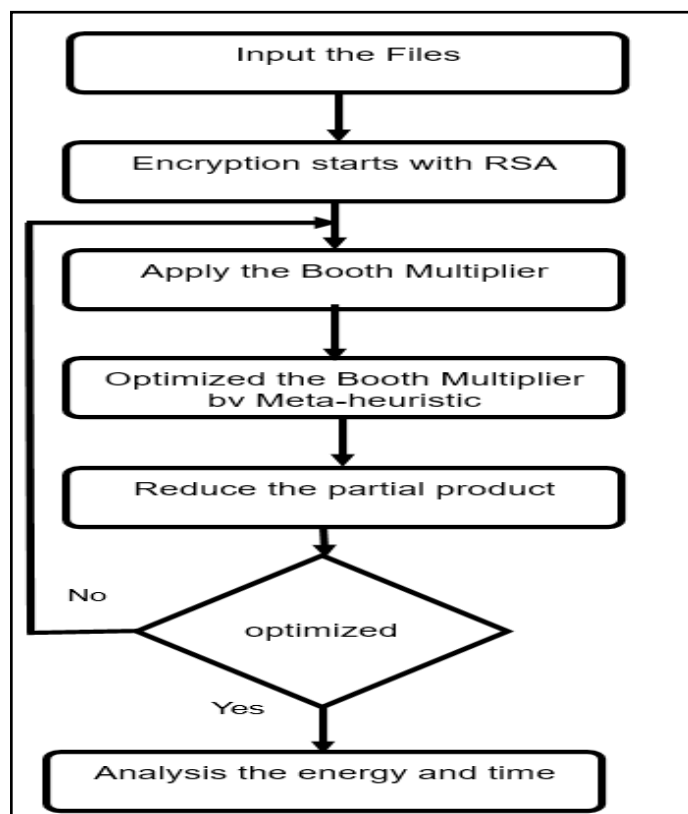 Input the Files
Encryption starts with RSA
Apply the Booth Multiplier
Optimized the Booth Multiplier
by Meta-heuristic
Reduce the partial product
No
optimized
Yes
Analysis the energy and time